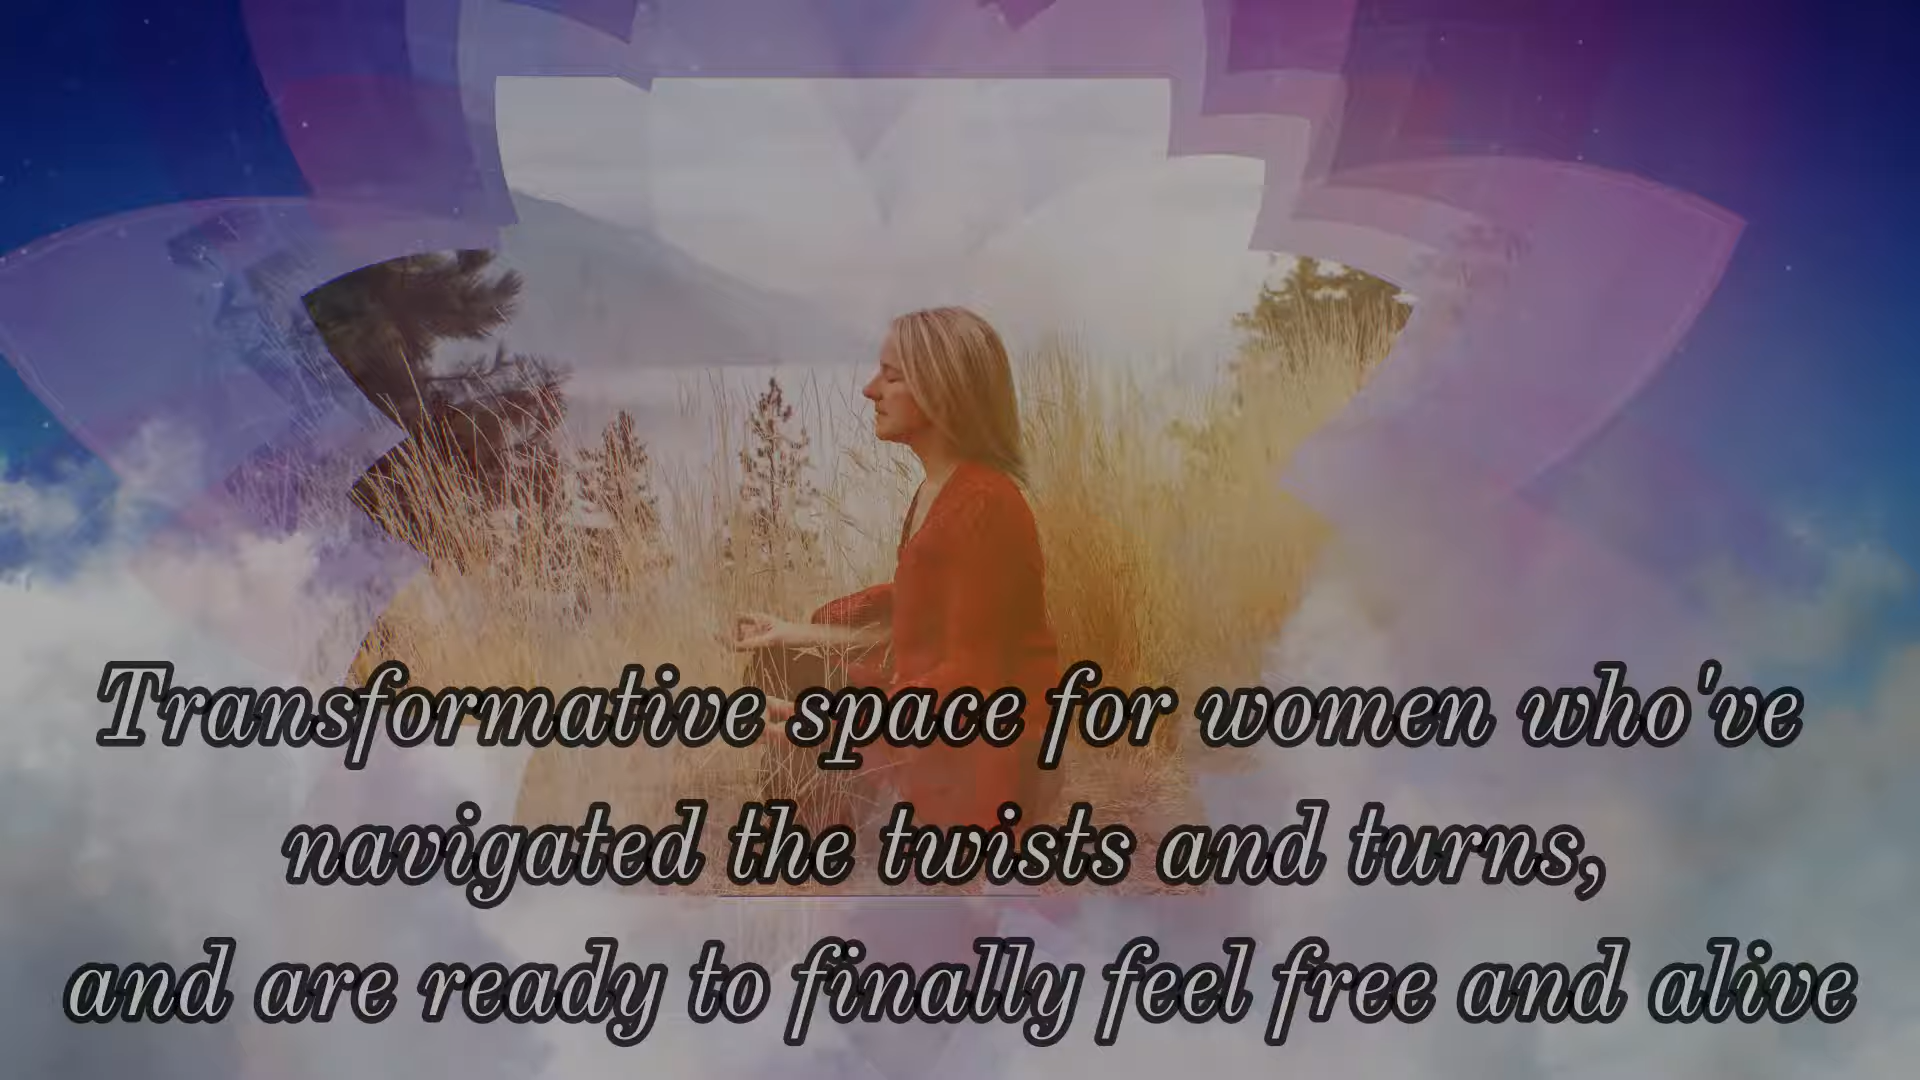 Transformative space for women who've
navigated the twists and turns,
and are ready to finally feel free and alive